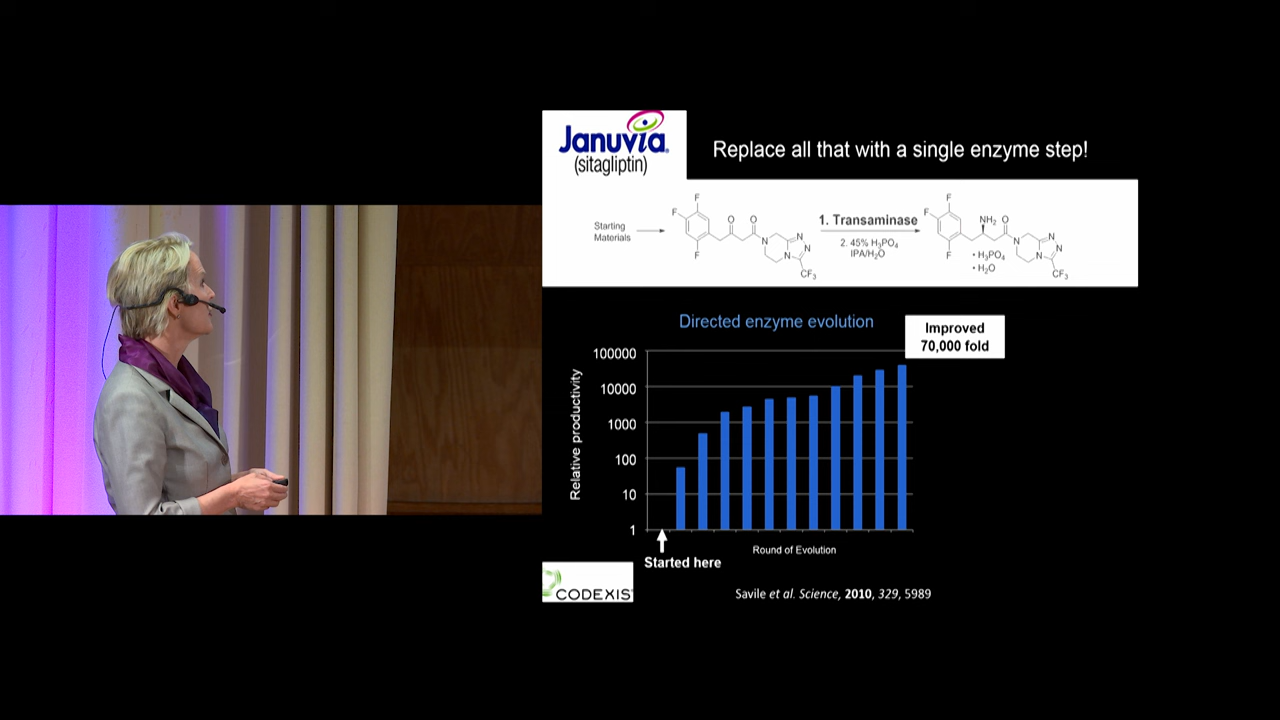 Januvia®
(sitagliptin)
Replace all that with a single enzyme step!
Starting
Materials
F
F
F
O
O
N
N
N
N
CF₃
1. Transaminase
2. 45% H₃PO₄
IPA/H₂O
F
F
F
NH₂
O
N
N
N
N
CF₃
• H₃PO₄
• H₂O
Directed enzyme evolution
Improved
70,000 fold
Relative productivity
100000
10000
1000
100
10
1
Started here
Round of Evolution
CODEXIS
Savile et al. Science, 2010, 329, 5989